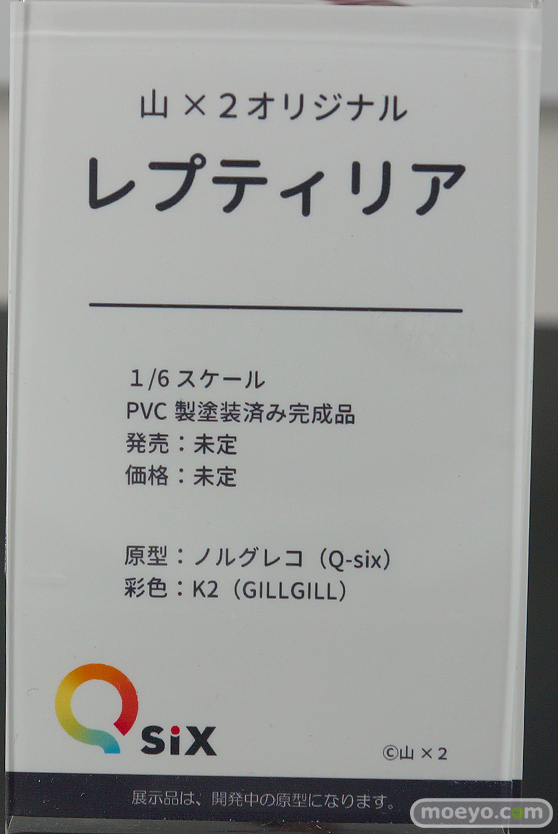 山×2オリジナル
レプティリア
1/6 スケール
PVC 製塗装済み完成品
発売：未定
価格：未定
原型：ノルグレコ（Q-six）
彩色：K2（GILLGILL）
Q siX
©山×2
展示品は、開発中の原型になります。
moeyo.com